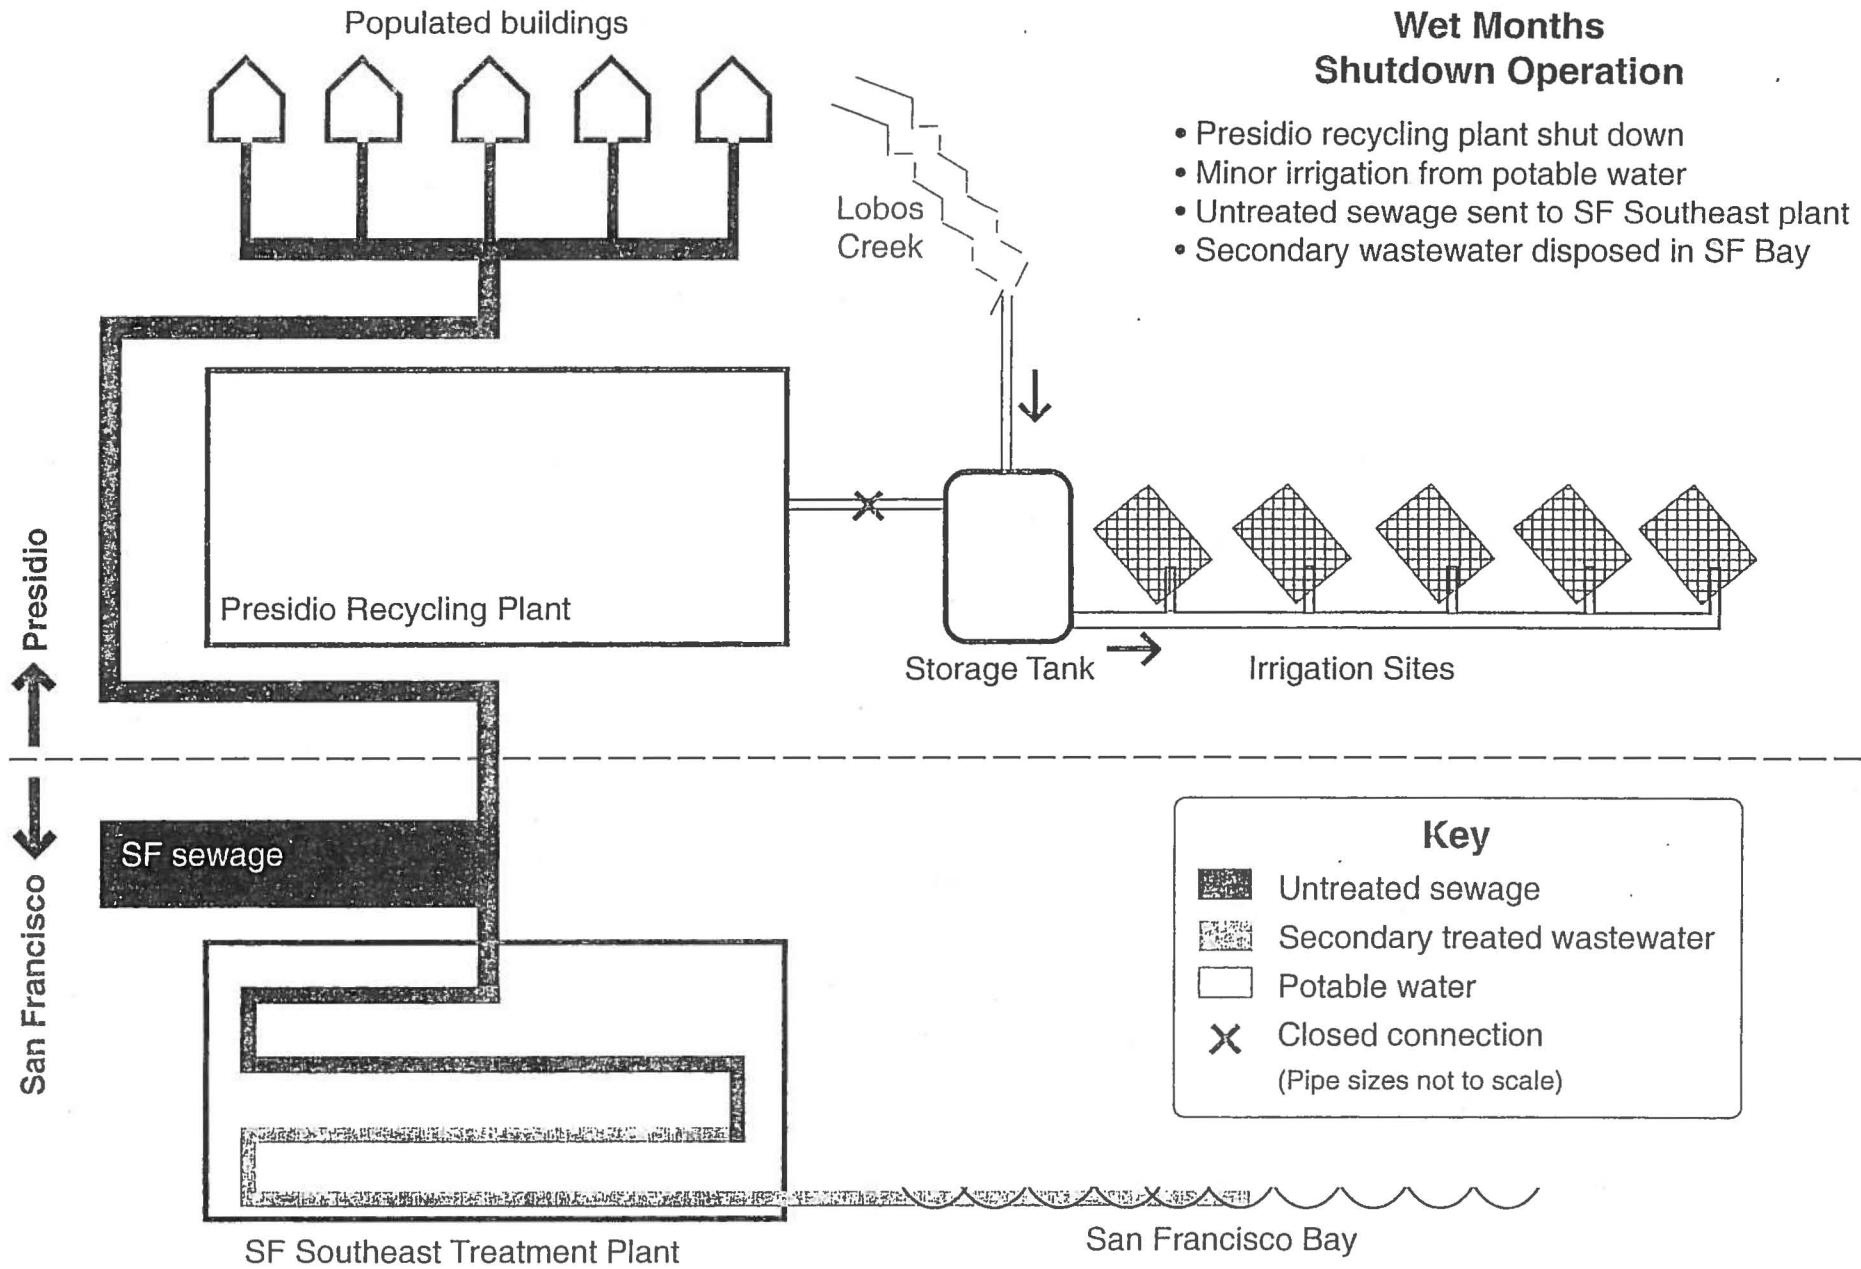 Populated buildings
Wet Months
Shutdown Operation
• Presidio recycling plant shut down
• Minor irrigation from potable water
• Untreated sewage sent to SF Southeast plant
• Secondary wastewater disposed in SF Bay
Lobos
Creek
Presidio Recycling Plant
Storage Tank
Irrigation Sites
Presidio
San Francisco
SF sewage
Key
Untreated sewage
Secondary treated wastewater
Potable water
Closed connection
(Pipe sizes not to scale)
SF Southeast Treatment Plant
San Francisco Bay